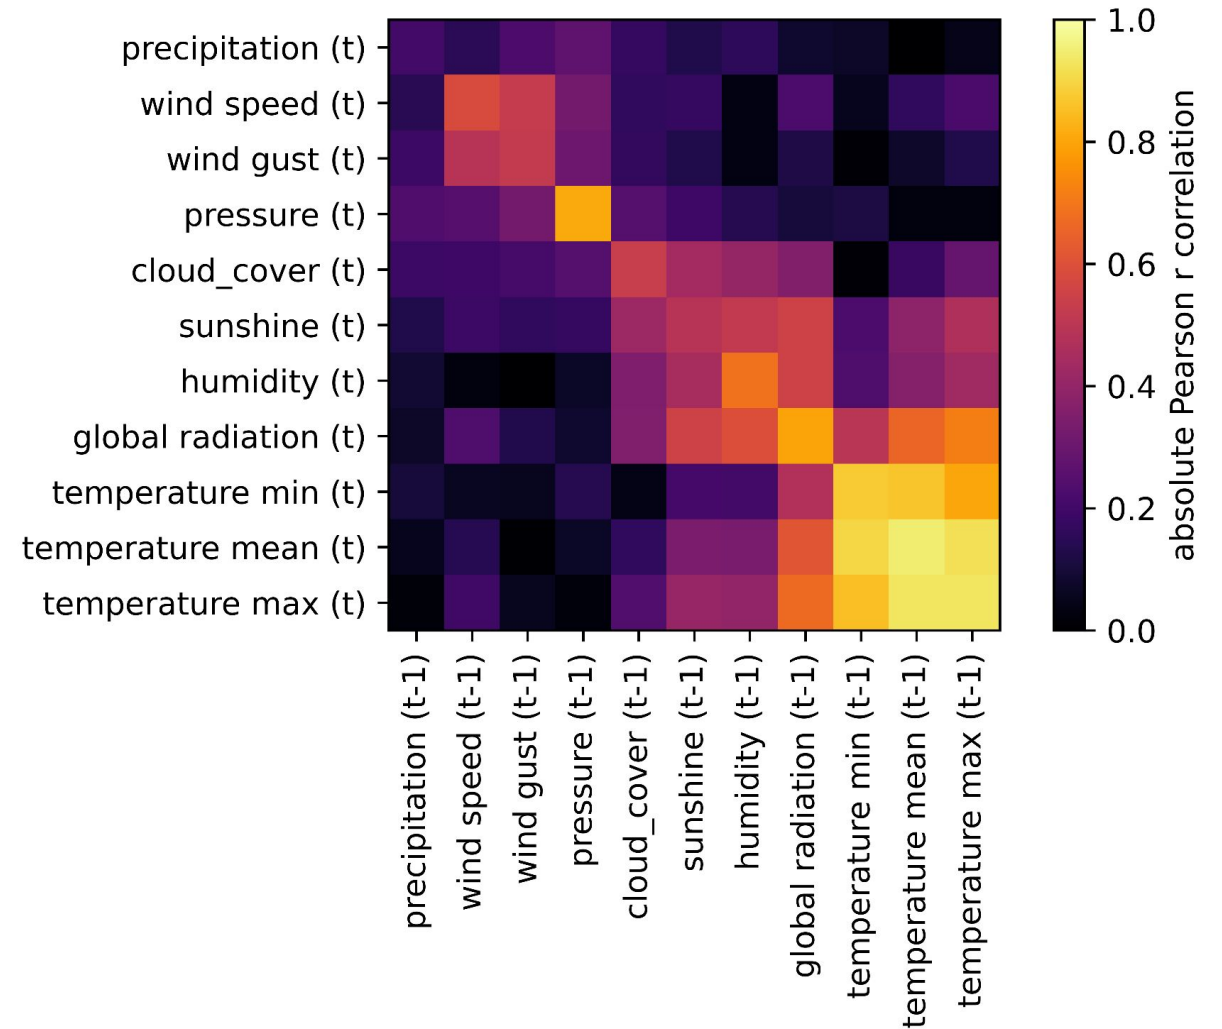 precipitation (t)
wind speed (t)
wind gust (t)
pressure (t)
cloud_cover (t)
sunshine (t)
humidity (t)
global radiation (t)
temperature min (t)
temperature mean (t)
temperature max (t)
precipitation (t-1)
wind speed (t-1)
wind gust (t-1)
pressure (t-1)
cloud_cover (t-1)
sunshine (t-1)
humidity (t-1)
global radiation (t-1)
temperature min (t-1)
temperature mean (t-1)
temperature max (t-1)
1.0
0.8
0.6
0.4
0.2
0.0
absolute Pearson r correlation